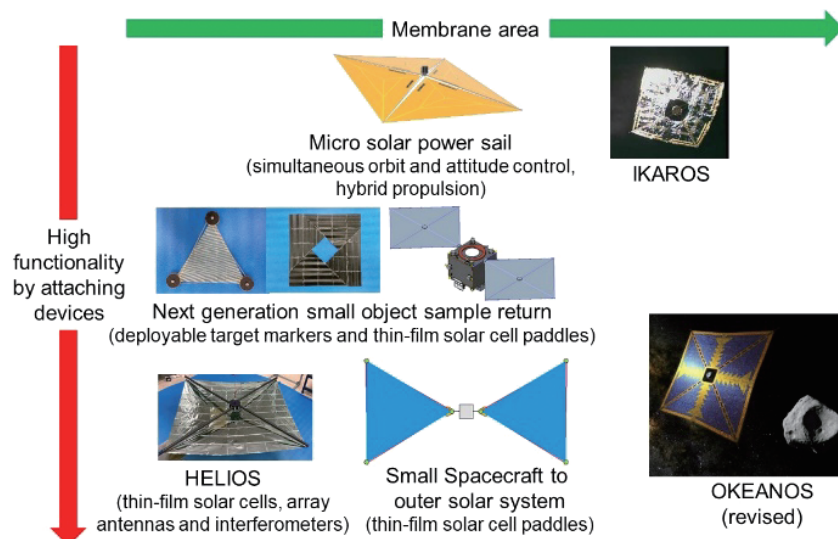 Membrane area
Micro solar power sail
(simultaneous orbit and attitude control,
hybrid propulsion)
IKAROS
High
functionality
by attaching
devices
Next generation small object sample return
(deployable target markers and thin-film solar cell paddles)
HELIOS
(thin-film solar cells, array
antennas and interferometers)
Small Spacecraft to
outer solar system
(thin-film solar cell paddles)
OKEANOS
(revised)